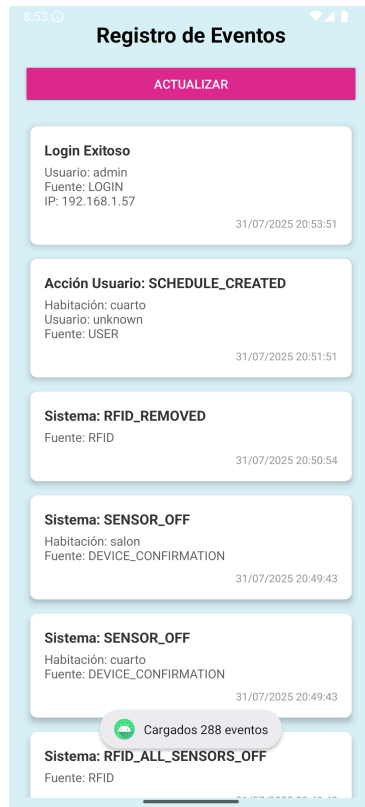 8:53
Registro de Eventos
ACTUALIZAR
Login Exitoso
Usuario: admin
Fuente: LOGIN
IP: 192.168.1.57
31/07/2025 20:53:51
Acción Usuario: SCHEDULE_CREATED
Habitación: cuarto
Usuario: unknown
Fuente: USER
31/07/2025 20:51:51
Sistema: RFID_REMOVED
Fuente: RFID
31/07/2025 20:50:54
Sistema: SENSOR_OFF
Habitación: salon
Fuente: DEVICE_CONFIRMATION
31/07/2025 20:49:43
Sistema: SENSOR_OFF
Habitación: cuarto
Fuente: DEVICE_CONFIRMATION
31/07/2025 20:49:43
Cargados 288 eventos
Sistema: RFID_ALL_SENSORS_OFF
Fuente: RFID